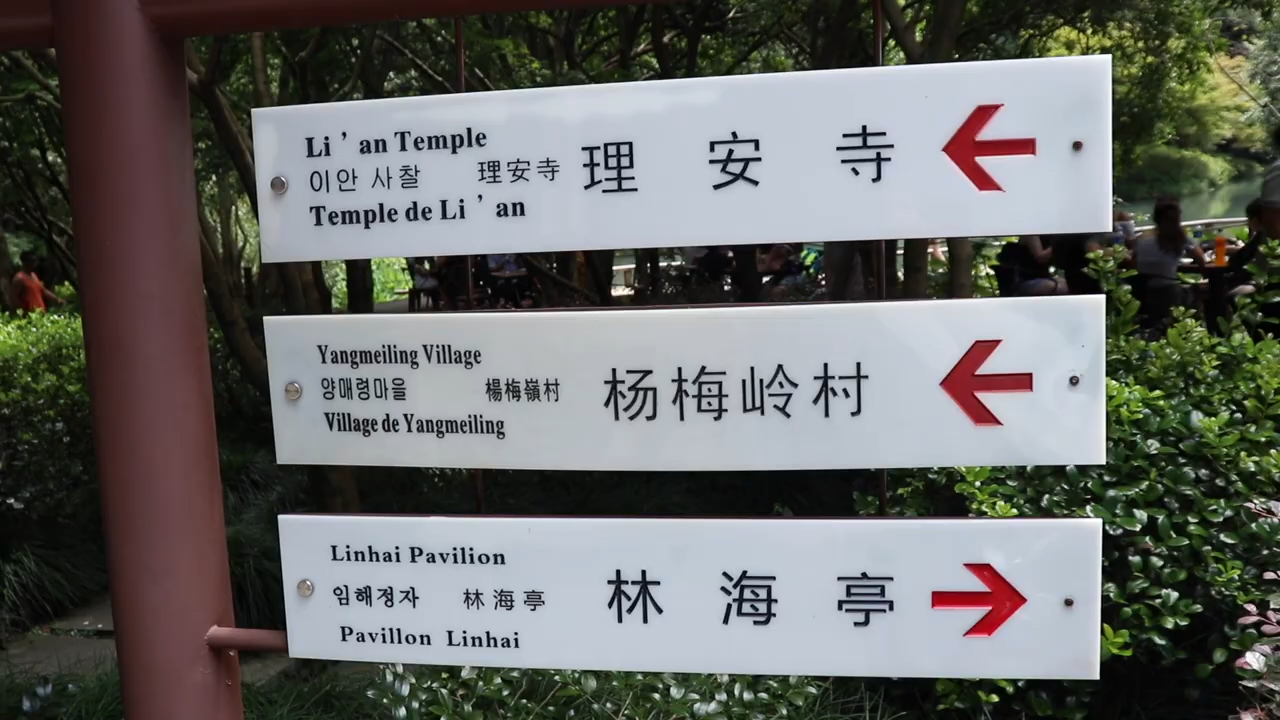 Li ’ an Temple
이안 사찰 理安寺
Temple de Li ’ an
理安寺
Yangmeiling Village
양매령마을 楊梅嶺村
Village de Yangmeiling
杨梅岭村
Linhai Pavilion
임해정자 林海亭
Pavillon Linhai
林海亭